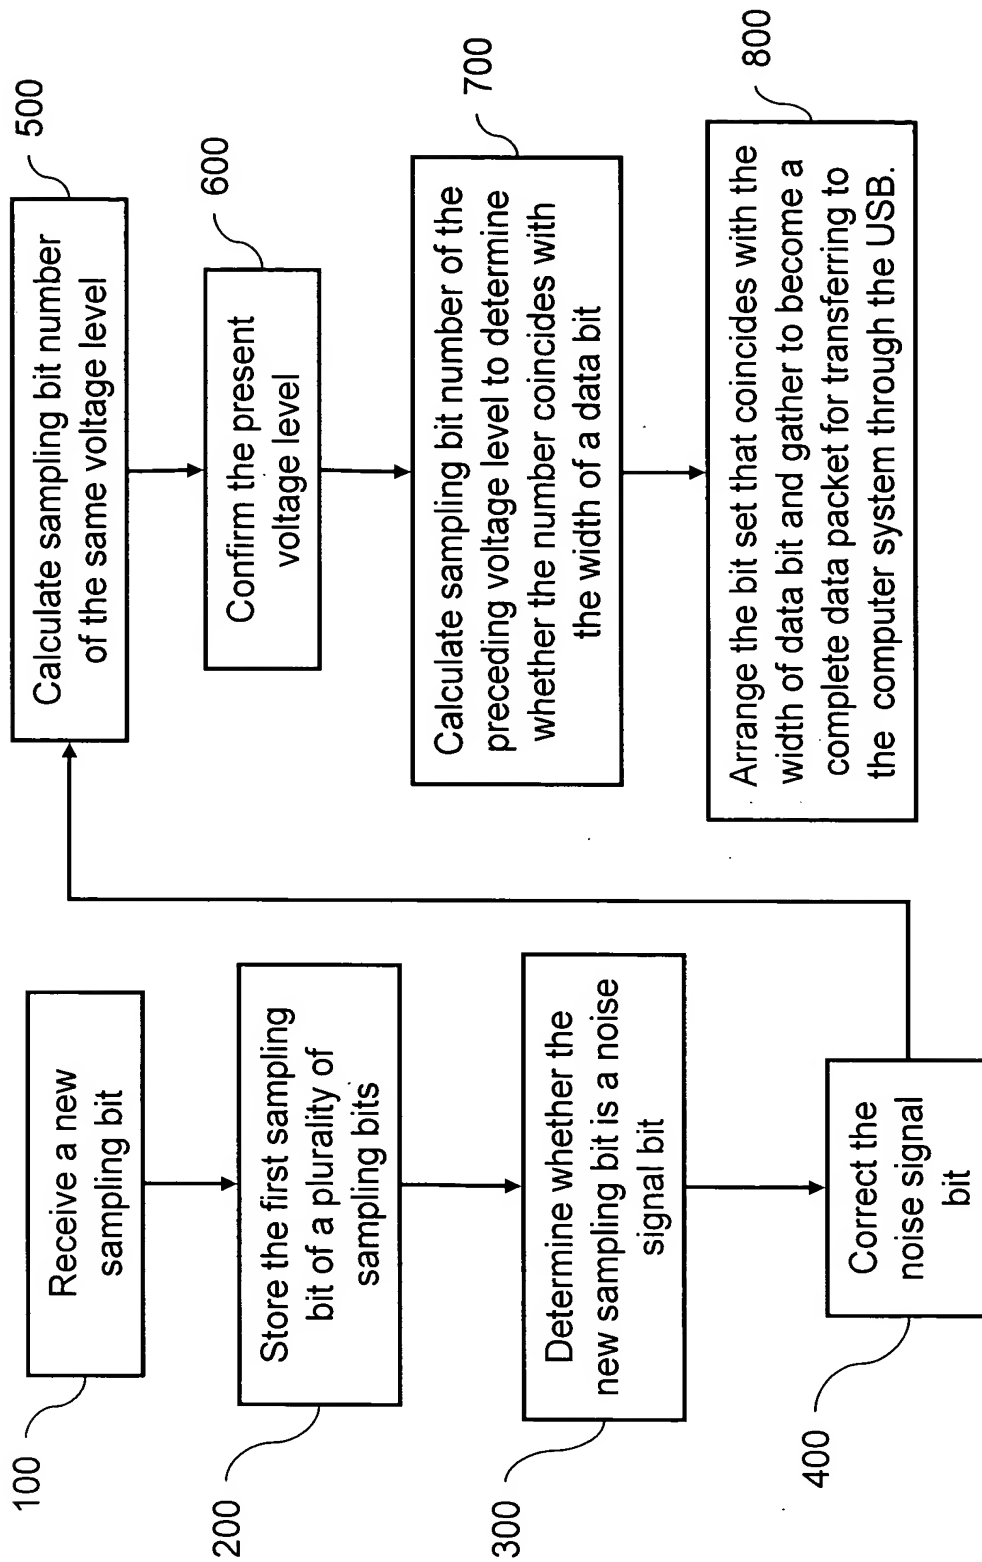 100
Receive a new
sampling bit
200
Store the first sampling
bit of a plurality of
sampling bits
300
Determine whether the
new sampling bit is a noise
signal bit
400
Correct the
noise signal
bit
500
Calculate sampling bit number
of the same voltage level
600
Confirm the present
voltage level
700
Calculate sampling bit number of the
preceding voltage level to determine
whether the number coincides with
the width of a data bit
800
Arrange the bit set that coincides with the
width of data bit and gather to become a
complete data packet for transferring to
the computer system through the USB.